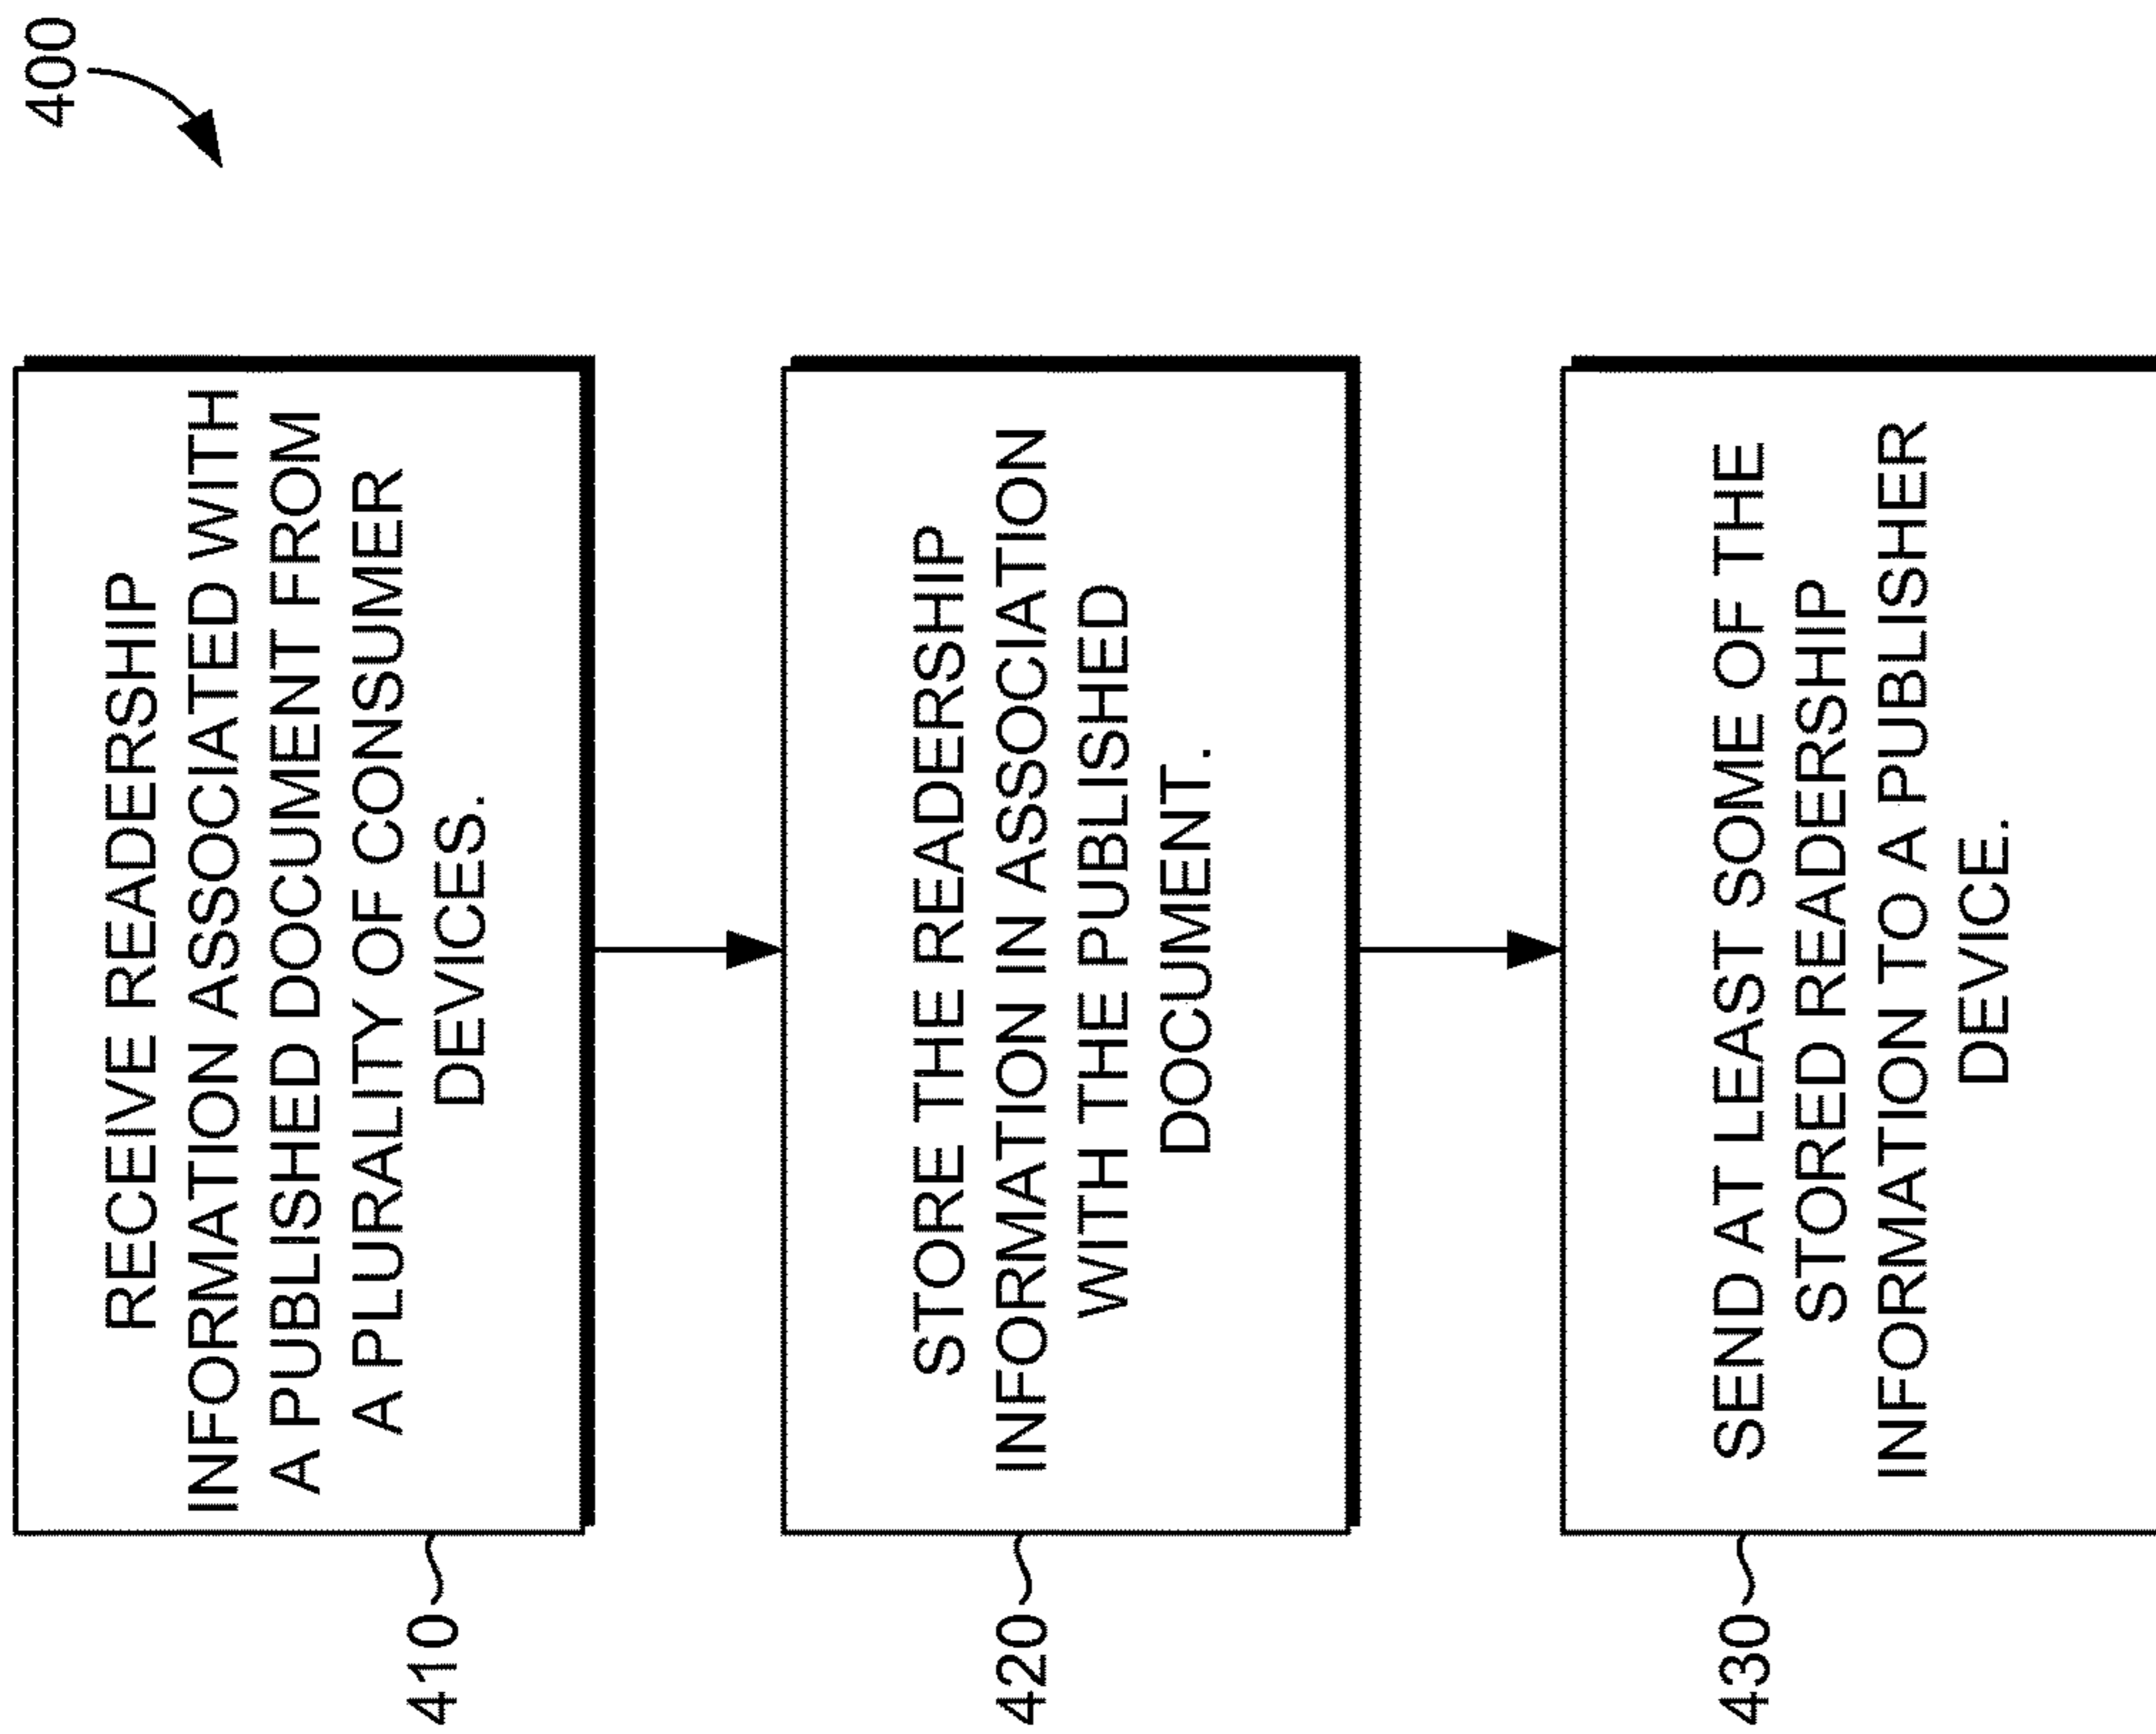 400
410
RECEIVE READERSHIP
INFORMATION ASSOCIATED WITH
A PUBLISHED DOCUMENT FROM
A PLURALITY OF CONSUMER
DEVICES.
420
STORE THE READERSHIP
INFORMATION IN ASSOCIATION
WITH THE PUBLISHED
DOCUMENT.
430
SEND AT LEAST SOME OF THE
STORED READERSHIP
INFORMATION TO A PUBLISHER
DEVICE.